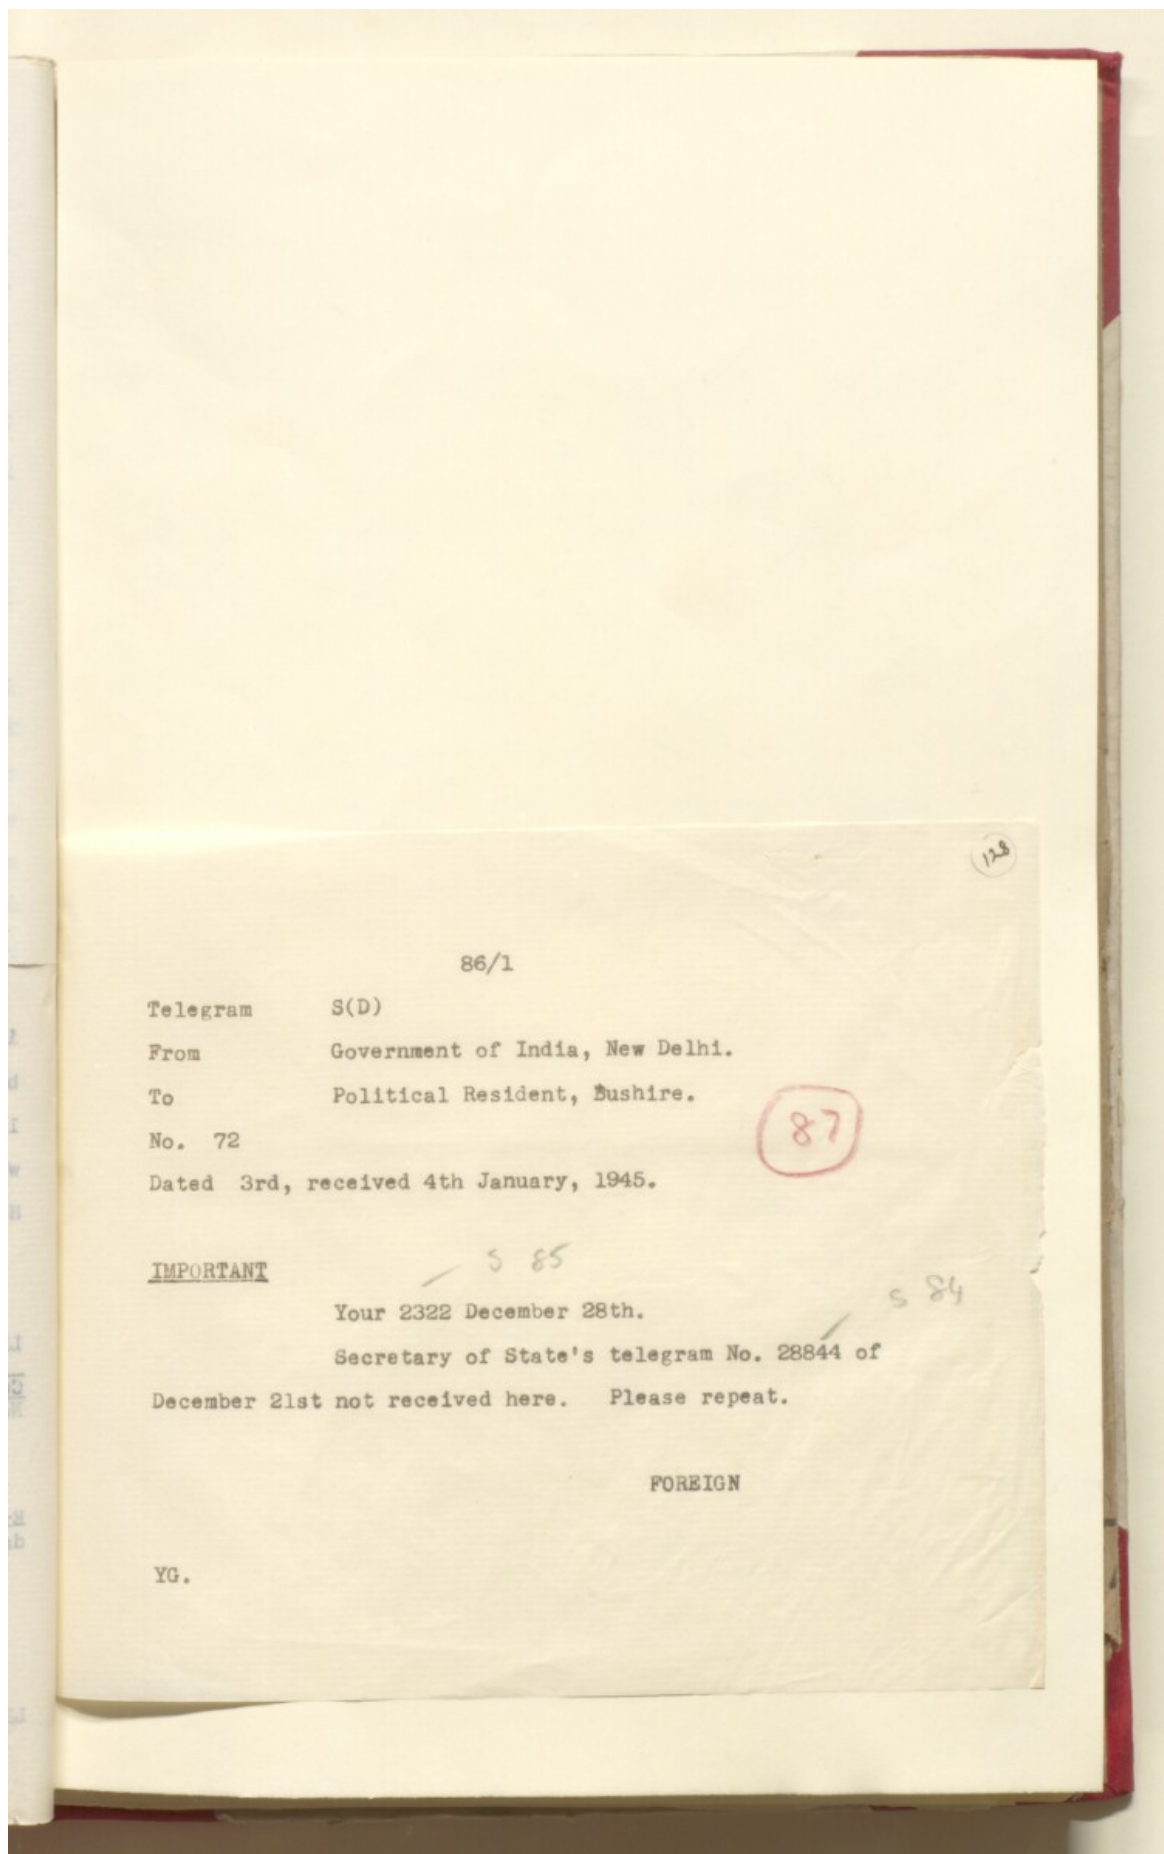 128
86/1
Telegram S(D)
From Government of India, New Delhi.
To Political Resident, Bushire.
87
No. 72
Dated 3rd, received 4th January, 1945.
S 85
IMPORTANT
S 84
Your 2322 December 28th.
Secretary of State's telegram No. 28844 of
December 21st not received here. Please repeat.
FOREIGN
YG.